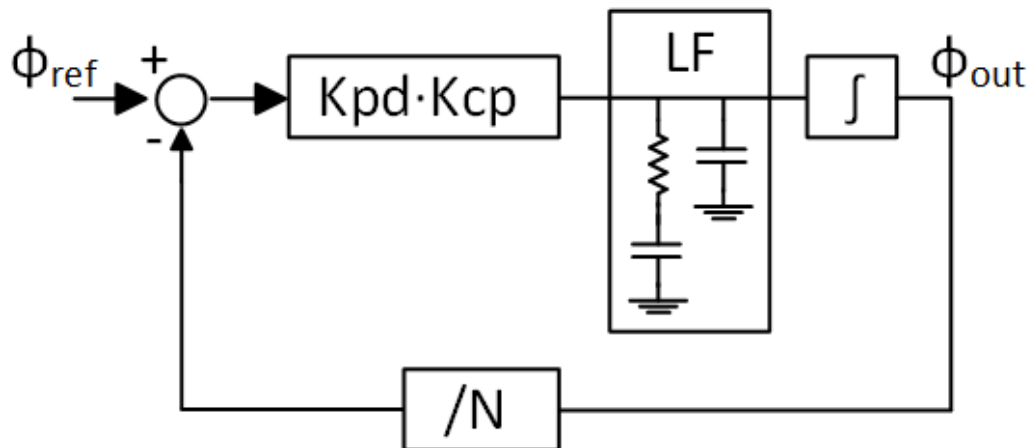 LF
ϕref
+
Kpd·Kcp
∫
ϕout
-
/N